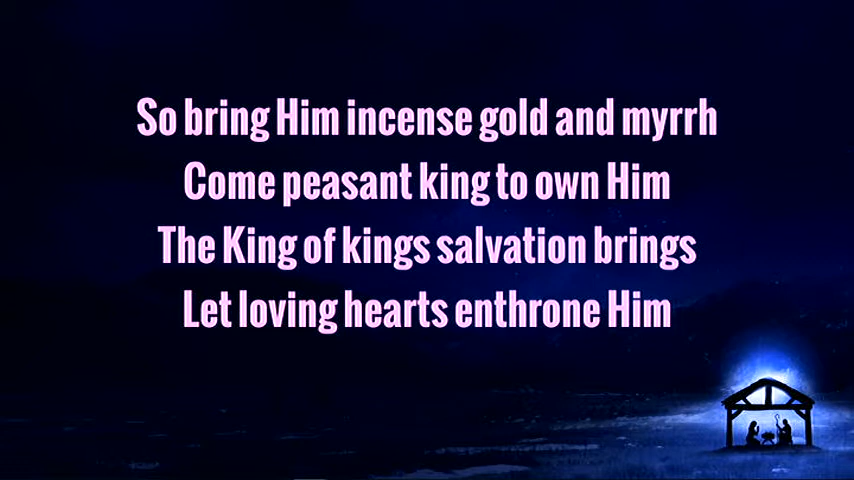 So bring Him incense gold and myrrh
Come peasant king to own Him
The King of kings salvation brings
Let loving hearts enthrone Him